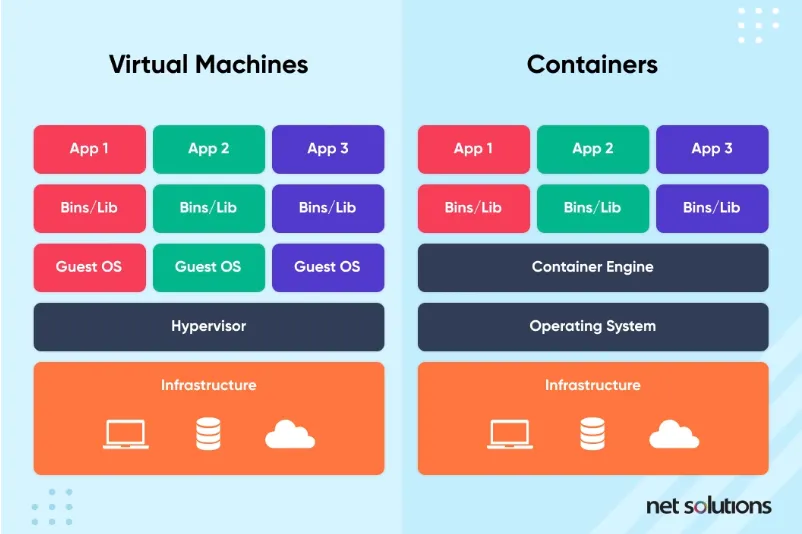 Virtual Machines
App 1
App 2
App 3
Bins/Lib
Bins/Lib
Bins/Lib
Guest OS
Guest OS
Guest OS
Hypervisor
Infrastructure
Containers
App 1
App 2
App 3
Bins/Lib
Bins/Lib
Bins/Lib
Container Engine
Operating System
Infrastructure
net solutions